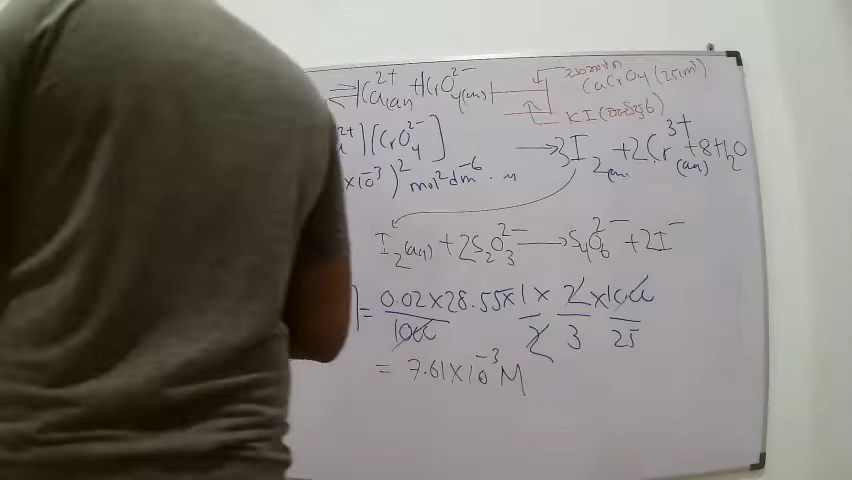 ⇌ Ca²⁺(aq) + CrO₄²⁻(aq)
CaCrO₄ (25cm³)
KI
²⁺] [CrO₄²⁻]
→ 3I₂(aq) + 2Cr³⁺(aq) + 8H₂O
×10⁻³)² mol²dm⁻⁶
I₂(aq) + 2S₂O₃²⁻ → S₄O₆²⁻ + 2I⁻
] = 0.02 × 28.55/1000 × 1/2 × 2/3 × 1000/25
= 7.61 × 10⁻³ M